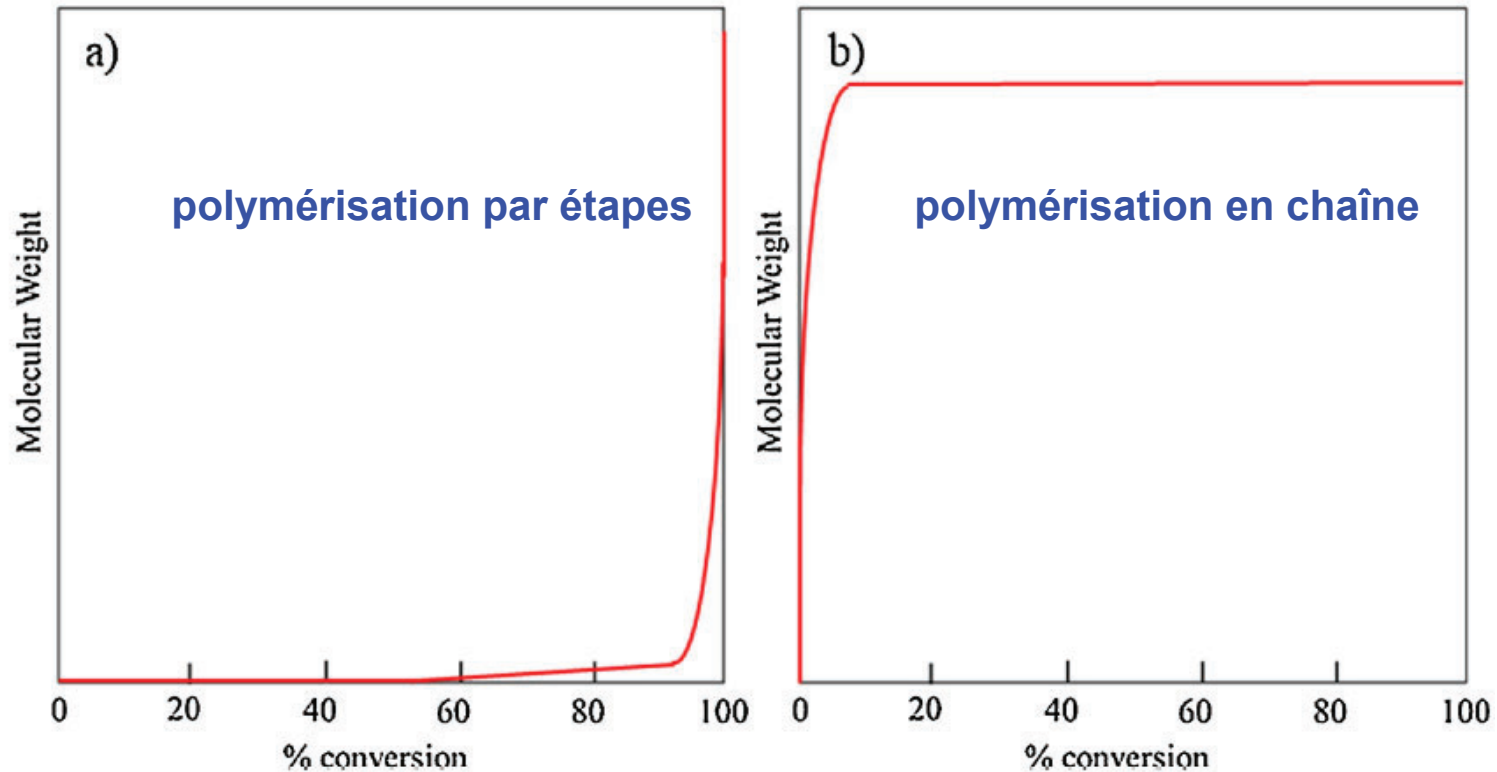 a)
polymérisation par étapes
Molecular Weight
0 20 40 60 80 100
% conversion
b)
polymérisation en chaîne
Molecular Weight
0 20 40 60 80 100
% conversion